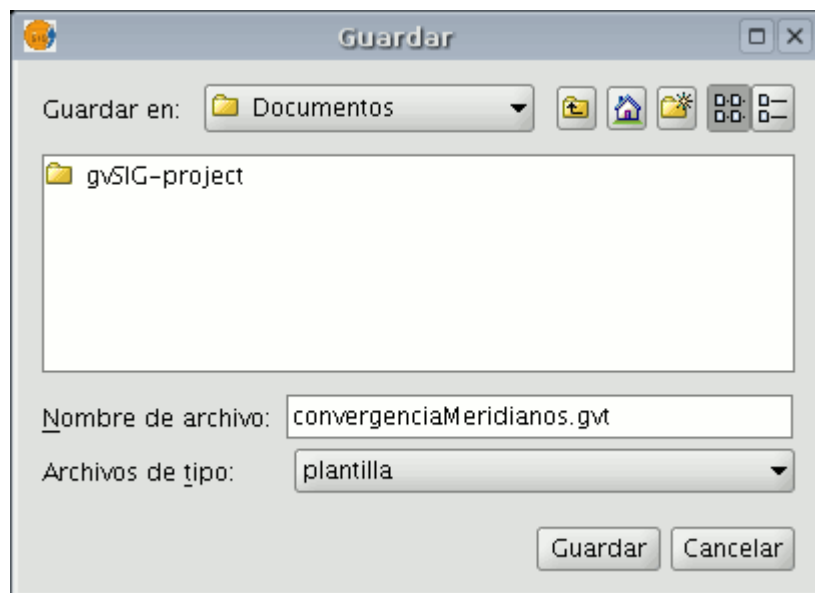 Guardar
Guardar en: Documentos
gvSIG-project
Nombre de archivo: convergenciaMeridianos.gvt
Archivos de tipo: plantilla
Guardar Cancelar